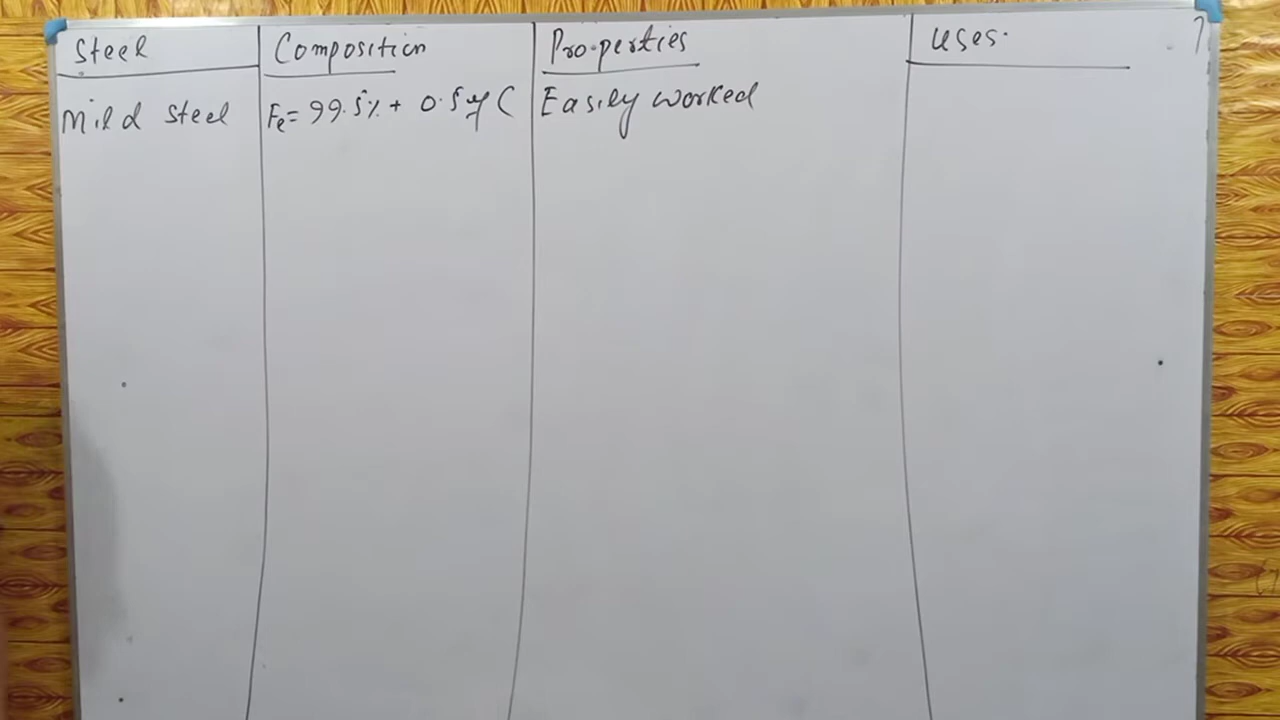 Steel Composition Properties Uses.
Mild Steel Fe = 99.5% + 0.5% C Easily worked